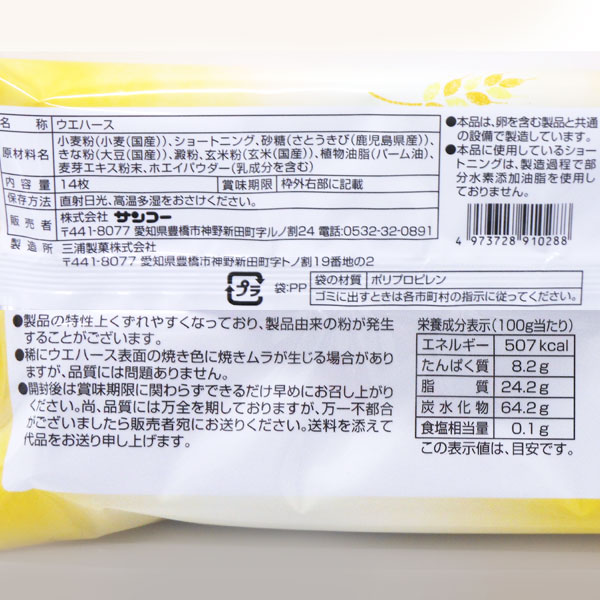 名 称 ウエハース
原材料名 小麦粉(小麦(国産))、ショートニング、砂糖(さとうきび(鹿児島県産))、
きな粉(大豆(国産))、澱粉、玄米粉(玄米(国産))、植物油脂(パーム油)、
麦芽エキス粉末、ホエイパウダー(乳成分を含む)
内容量 14枚 賞味期限 枠外右部に記載
保存方法 直射日光、高温多湿をおさけください。
販売者 株式会社 サンコー
〒441-8077 愛知県豊橋市神野新田町字ルノ割24 電話0532-32-0891
製造所 三浦製菓株式会社
〒441-8077 愛知県豊橋市神野新田町字トノ割19番地の2
●本品は、卵を含む製品と共通
の設備で製造しています。
●本品に使用しているショー
トニングは、製造過程で部
分水素添加油脂を使用し
ておりません。
4 973728 910288
プラ 袋:PP
袋の材質 ポリプロピレン
ゴミに出すときは各市町村の指示に従ってください。
●製品の特性上くずれやすくなっており、製品由来の粉が発生
することがございます。
●稀にウエハース表面の焼き色に焼きムラが生じる場合があり
ますが、品質には問題ありません。
●開封後は賞味期限に関わらずできるだけ早めにお召し上がり
ください。尚、品質には万全を期しておりますが、万一不都合
がございましたら販売者宛にお送りください。送料を添えて
代品をお送り申し上げます。
栄養成分表示(100g当たり)
エネルギー 507kcal
たんぱく質 8.2g
脂 質 24.2g
炭水化物 64.2g
食塩相当量 0.1g
この表示値は、目安です。